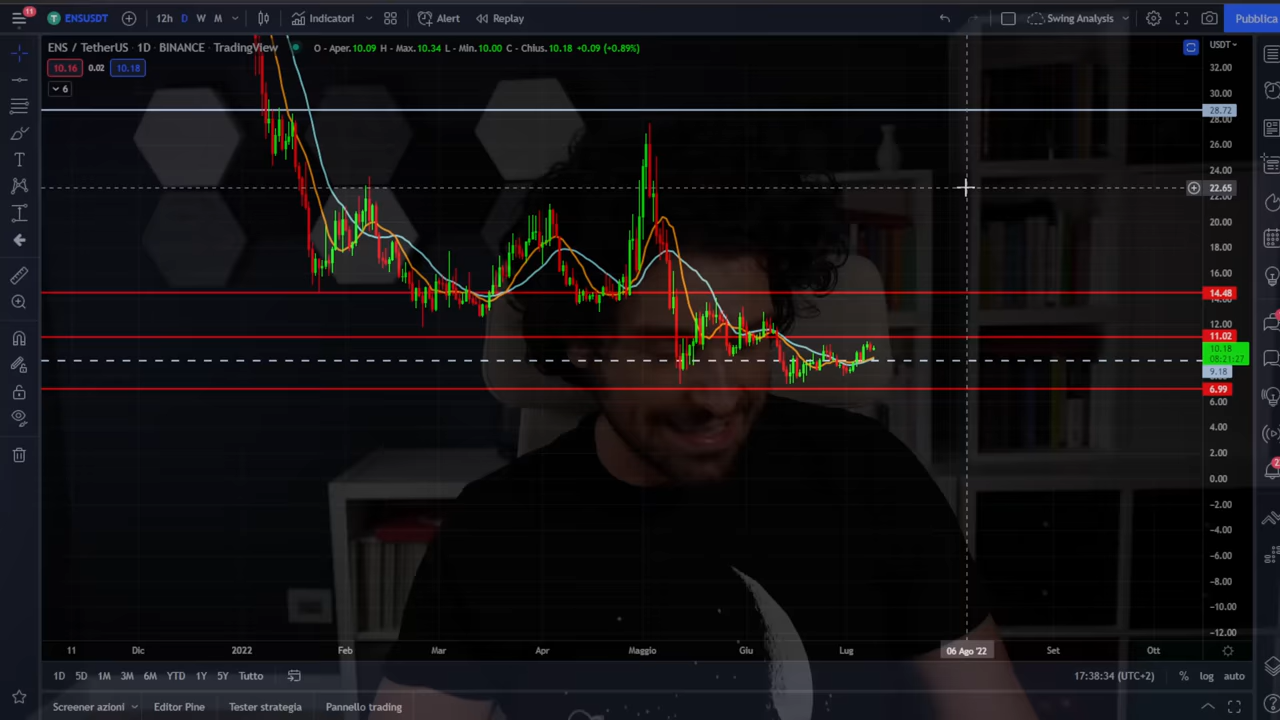 11
ENSUSDT
12h D W M
Indicatori
Alert
Replay
Swing Analysis
Pubblica
ENS / TetherUS · 1D · BINANCE · TradingView
O - Aper. 10.09 H - Max. 10.34 L - Min. 10.00 C - Chius. 10.18 +0.09 (+0.89%)
USDT
10.16 0.02 10.18
6
32.00
30.00
28.72
28.00
26.00
24.00
22.65
22.00
20.00
18.00
16.00
14.48
14.00
12.00
11.02
10.18
08:21:27
9.18
6.99
6.00
4.00
2.00
0.00
−2.00
−4.00
−6.00
−8.00
−10.00
−12.00
11 Dic 2022 Feb Mar Apr Maggio Giu Lug 06 Ago '22 Set Ott
1D 5D 1M 3M 6M YTD 1Y 5Y Tutto
17:38:34 (UTC+2) % log auto
Screener azioni Editor Pine Tester strategia Pannello trading